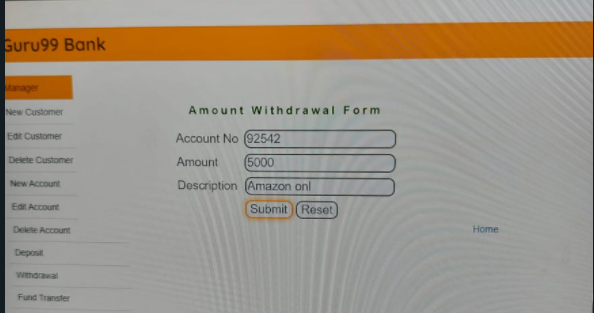 Guru99 Bank
Manager
New Customer
Edit Customer
Delete Customer
New Account
Edit Account
Delete Account
Deposit
Withdrawal
Fund Transfer
Amount Withdrawal Form
Account No 92542
Amount 5000
Description Amazon onl
Submit Reset
Home